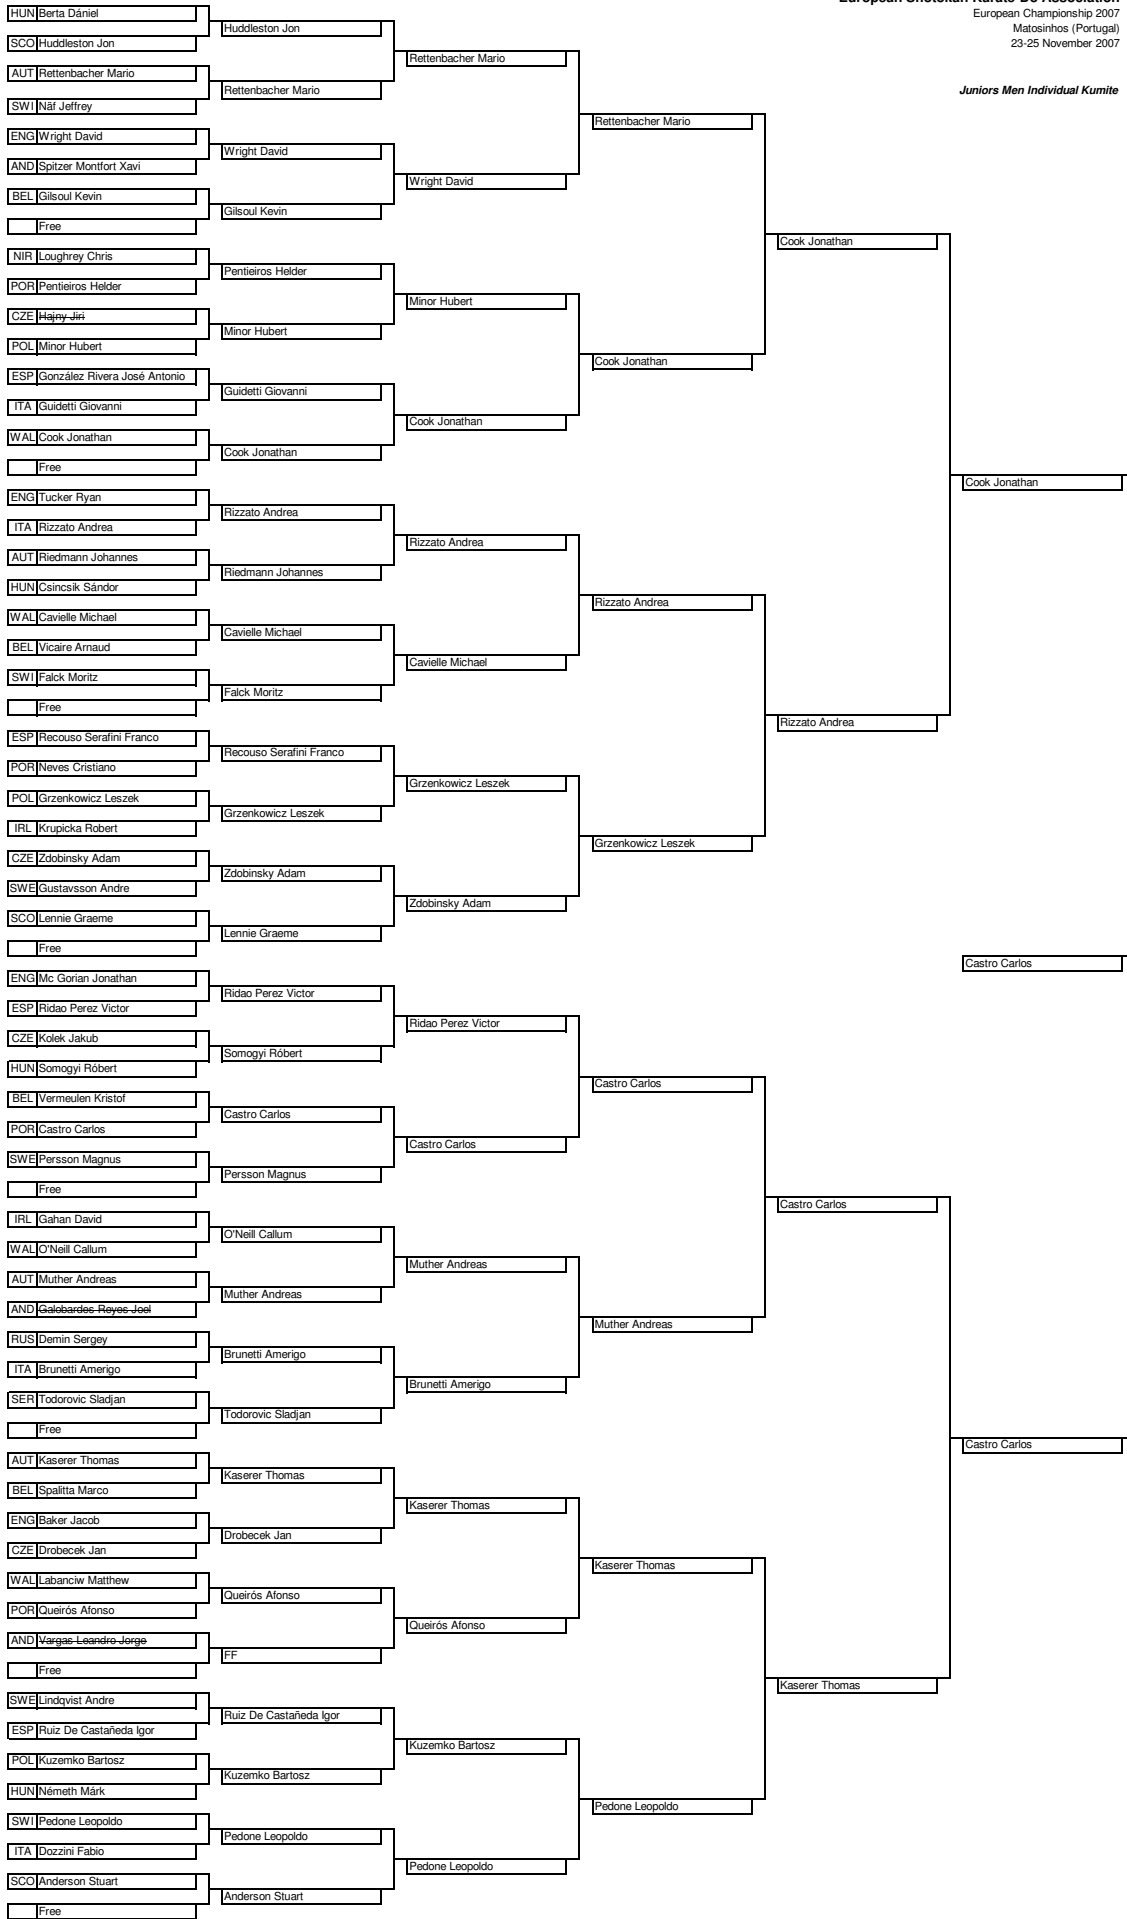 European Shotokan Karate-Do Association
European Championship 2007
Matosinhos (Portugal)
23-25 November 2007
Juniors Men Individual Kumite
HUN Berta Dániel
SCO Huddleston Jon
AUT Rettenbacher Mario
SWI Näf Jeffrey
ENG Wright David
AND Spitzer Montfort Xavi
BEL Gilsoul Kevin
Free
NIR Loughrey Chris
POR Pentieiros Helder
CZE Hajny Jiri
POL Minor Hubert
ESP González Rivera José Antonio
ITA Guidetti Giovanni
WAL Cook Jonathan
Free
ENG Tucker Ryan
ITA Rizzato Andrea
AUT Riedmann Johannes
HUN Csincsik Sándor
WAL Cavielle Michael
BEL Vicaire Arnaud
SWI Falck Moritz
Free
ESP Recouso Serafini Franco
POR Neves Cristiano
POL Grzenkowicz Leszek
IRL Krupicka Robert
CZE Zdobinsky Adam
SWE Gustavsson Andre
SCO Lennie Graeme
Free
ENG Mc Gorian Jonathan
ESP Ridao Perez Victor
CZE Kolek Jakub
HUN Somogyi Róbert
BEL Vermeulen Kristof
POR Castro Carlos
SWE Persson Magnus
Free
IRL Gahan David
WAL O'Neill Callum
AUT Muther Andreas
AND Galobardes Reyes Joel
RUS Demin Sergey
ITA Brunetti Amerigo
SER Todorovic Sladjan
Free
AUT Kaserer Thomas
BEL Spalitta Marco
ENG Baker Jacob
CZE Drobecek Jan
WAL Labanciw Matthew
POR Queirós Afonso
AND Vargas Leandro Jorge
Free
SWE Lindqvist Andre
ESP Ruiz De Castañeda Igor
POL Kuzemko Bartosz
HUN Németh Márk
SWI Pedone Leopoldo
ITA Dozzini Fabio
SCO Anderson Stuart
Free
Huddleston Jon
Rettenbacher Mario
Wright David
Gilsoul Kevin
Pentieiros Helder
Minor Hubert
Guidetti Giovanni
Cook Jonathan
Rizzato Andrea
Riedmann Johannes
Cavielle Michael
Falck Moritz
Recouso Serafini Franco
Grzenkowicz Leszek
Zdobinsky Adam
Lennie Graeme
Ridao Perez Victor
Somogyi Róbert
Castro Carlos
Persson Magnus
O'Neill Callum
Muther Andreas
Brunetti Amerigo
Todorovic Sladjan
Kaserer Thomas
Drobecek Jan
Queirós Afonso
FF
Ruiz De Castañeda Igor
Kuzemko Bartosz
Pedone Leopoldo
Anderson Stuart
Rettenbacher Mario
Wright David
Minor Hubert
Cook Jonathan
Rizzato Andrea
Cavielle Michael
Grzenkowicz Leszek
Zdobinsky Adam
Ridao Perez Victor
Castro Carlos
Muther Andreas
Brunetti Amerigo
Kaserer Thomas
Queirós Afonso
Kuzemko Bartosz
Pedone Leopoldo
Rettenbacher Mario
Cook Jonathan
Rizzato Andrea
Grzenkowicz Leszek
Castro Carlos
Muther Andreas
Kaserer Thomas
Pedone Leopoldo
Cook Jonathan
Rizzato Andrea
Castro Carlos
Kaserer Thomas
Cook Jonathan
Castro Carlos
Castro Carlos